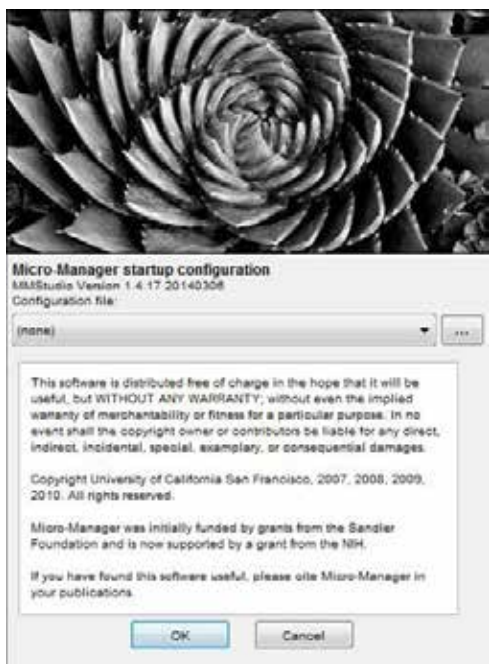 Micro-Manager startup configuration
MMStudio Version 1.4.17 20140306
Configuration file:
(none)
...
This software is distributed free of charge in the hope that it will be
useful, but WITHOUT ANY WARRANTY; without even the implied
warranty of merchantability or fitness for a particular purpose. In no
event shall the copyright owner or contributors be liable for any direct,
indirect, incidental, special, examplary, or consequential damages.
Copyright University of California San Francisco, 2007, 2008, 2009,
2010. All rights reserved.
Micro-Manager was initially funded by grants from the Sandler
Foundation and is now supported by a grant from the NIH.
If you have found this software useful, please cite Micro-Manager in
your publications.
OK
Cancel